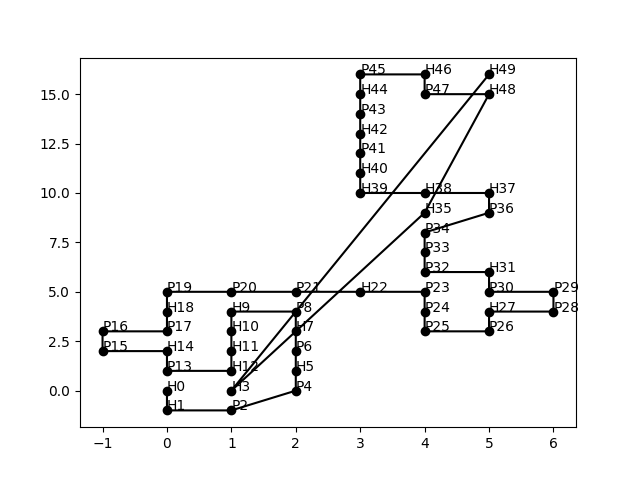 P45 H46 H49
15.0 H44 P47 H48
P43
12.5 H42
P41
H40
10.0 H39 H38 H37
H35 P36
P34
7.5 P33
P32 H31
5.0 P19 P20 P21 H22 P23 P30 P29
H18 H9 P8 P24 H27 P28
P16 P17 H10 H7 P25 P26
2.5 P15 H14 H11 P6
P13 H12 H5
0.0 H0 H3 P4
H1 P2
−1 0 1 2 3 4 5 6